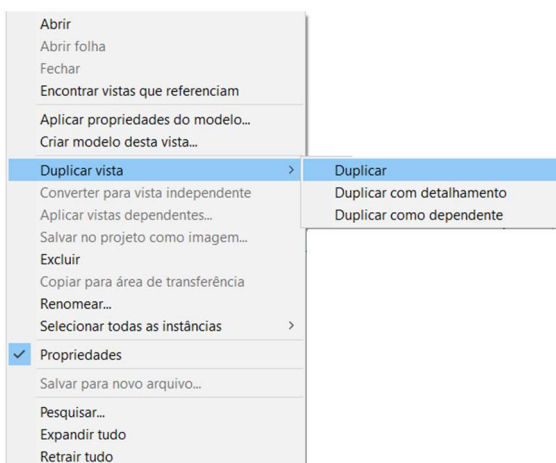 Abrir
Abrir folha
Fechar
Encontrar vistas que referenciam
Aplicar propriedades do modelo...
Criar modelo desta vista...
Duplicar vista
Duplicar
Converter para vista independente
Duplicar com detalhamento
Aplicar vistas dependentes...
Duplicar como dependente
Salvar no projeto como imagem...
Excluir
Copiar para área de transferência
Renomear...
Selecionar todas as instâncias
Propriedades
Salvar para novo arquivo...
Pesquisar...
Expandir tudo
Retrair tudo